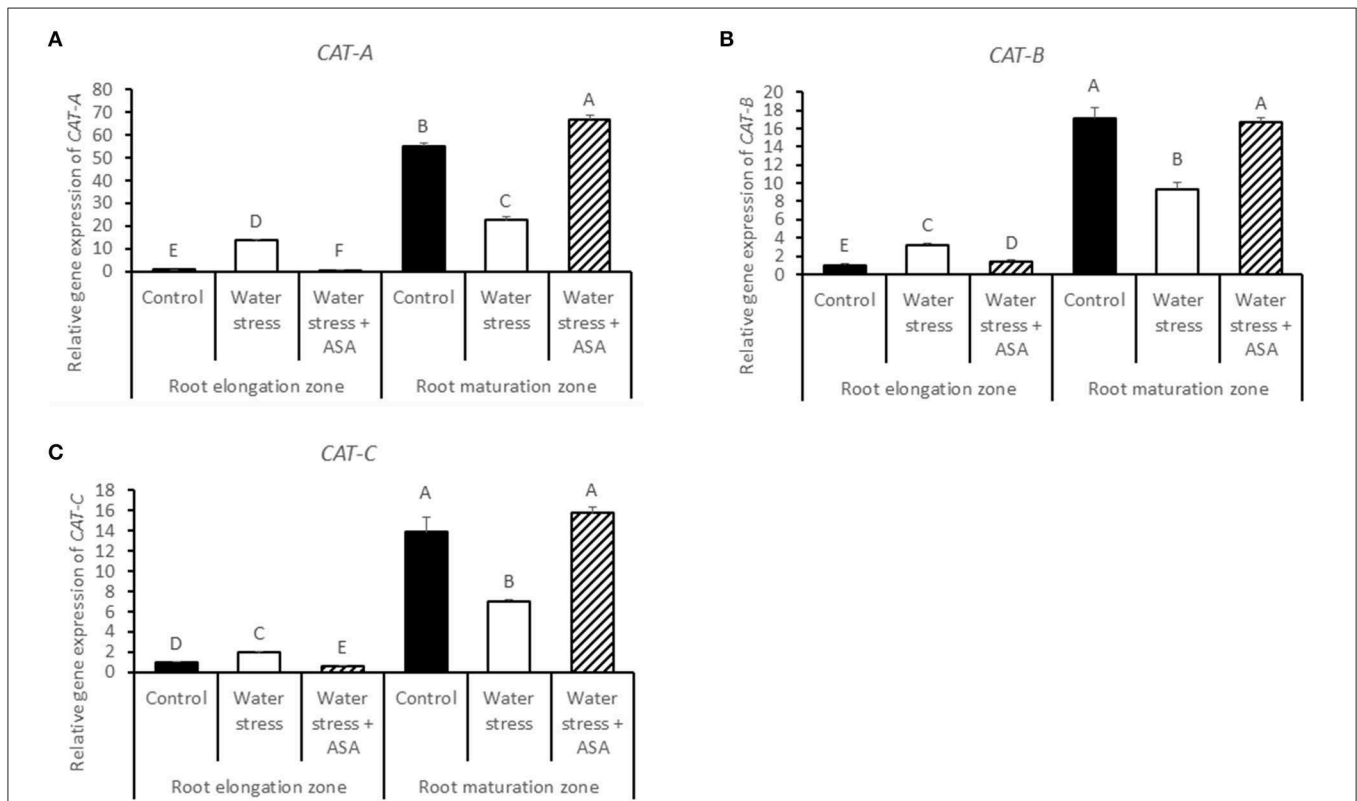 A
CAT-A
Relative gene expression of CAT-A
80
70
60
50
40
30
20
10
0
E
D
F
B
C
A
Control
Water stress
Water stress + ASA
Control
Water stress
Water stress + ASA
Root elongation zone
Root maturation zone
B
CAT-B
Relative gene expression of CAT-B
20
18
16
14
12
10
8
6
4
2
0
E
C
D
A
B
A
Control
Water stress
Water stress + ASA
Control
Water stress
Water stress + ASA
Root elongation zone
Root maturation zone
C
CAT-C
Relative gene expression of CAT-C
18
16
14
12
10
8
6
4
2
0
D
C
E
A
B
A
Control
Water stress
Water stress + ASA
Control
Water stress
Water stress + ASA
Root elongation zone
Root maturation zone